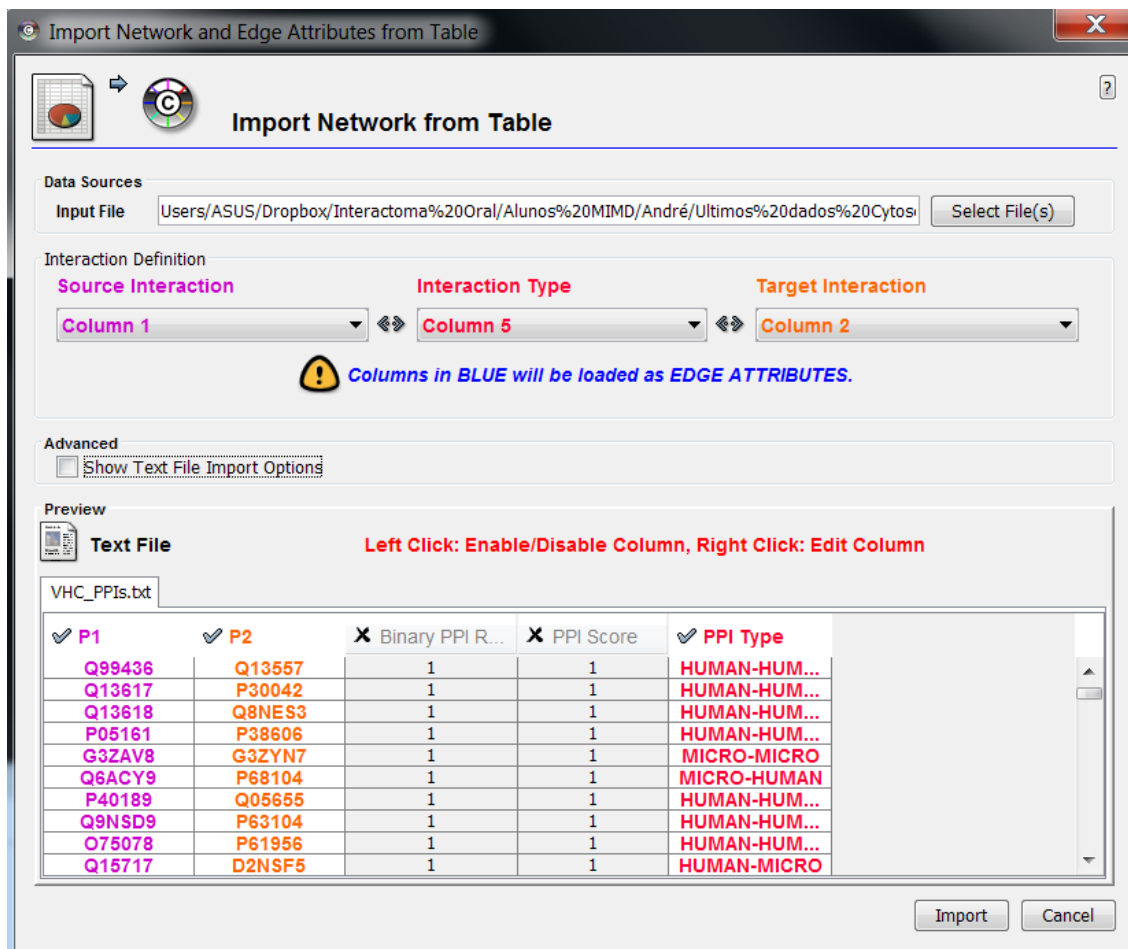 Import Network and Edge Attributes from Table
X
C
?
Import Network from Table
Data Sources
Input File Users/ASUS/Dropbox/Interactoma%20Oral/Alunos%20MIMD/André/Ultimos%20dados%20Cytos Select File(s)
Interaction Definition
Source Interaction Interaction Type Target Interaction
Column 1 Column 5 Column 2
Columns in BLUE will be loaded as EDGE ATTRIBUTES.
Advanced
Show Text File Import Options
Preview
Text File Left Click: Enable/Disable Column, Right Click: Edit Column
VHC_PPIs.txt
P1 P2 Binary PPI R... PPI Score PPI Type
Q99436 Q13557 1 1 HUMAN-HUM...
Q13617 P30042 1 1 HUMAN-HUM...
Q13618 Q8NES3 1 1 HUMAN-HUM...
P05161 P38606 1 1 HUMAN-HUM...
G3ZAV8 G3ZYN7 1 1 MICRO-MICRO
Q6ACY9 P68104 1 1 MICRO-HUMAN
P40189 Q05655 1 1 HUMAN-HUM...
Q9NSD9 P63104 1 1 HUMAN-HUM...
O75078 P61956 1 1 HUMAN-HUM...
Q15717 D2NSF5 1 1 HUMAN-MICRO
Import Cancel